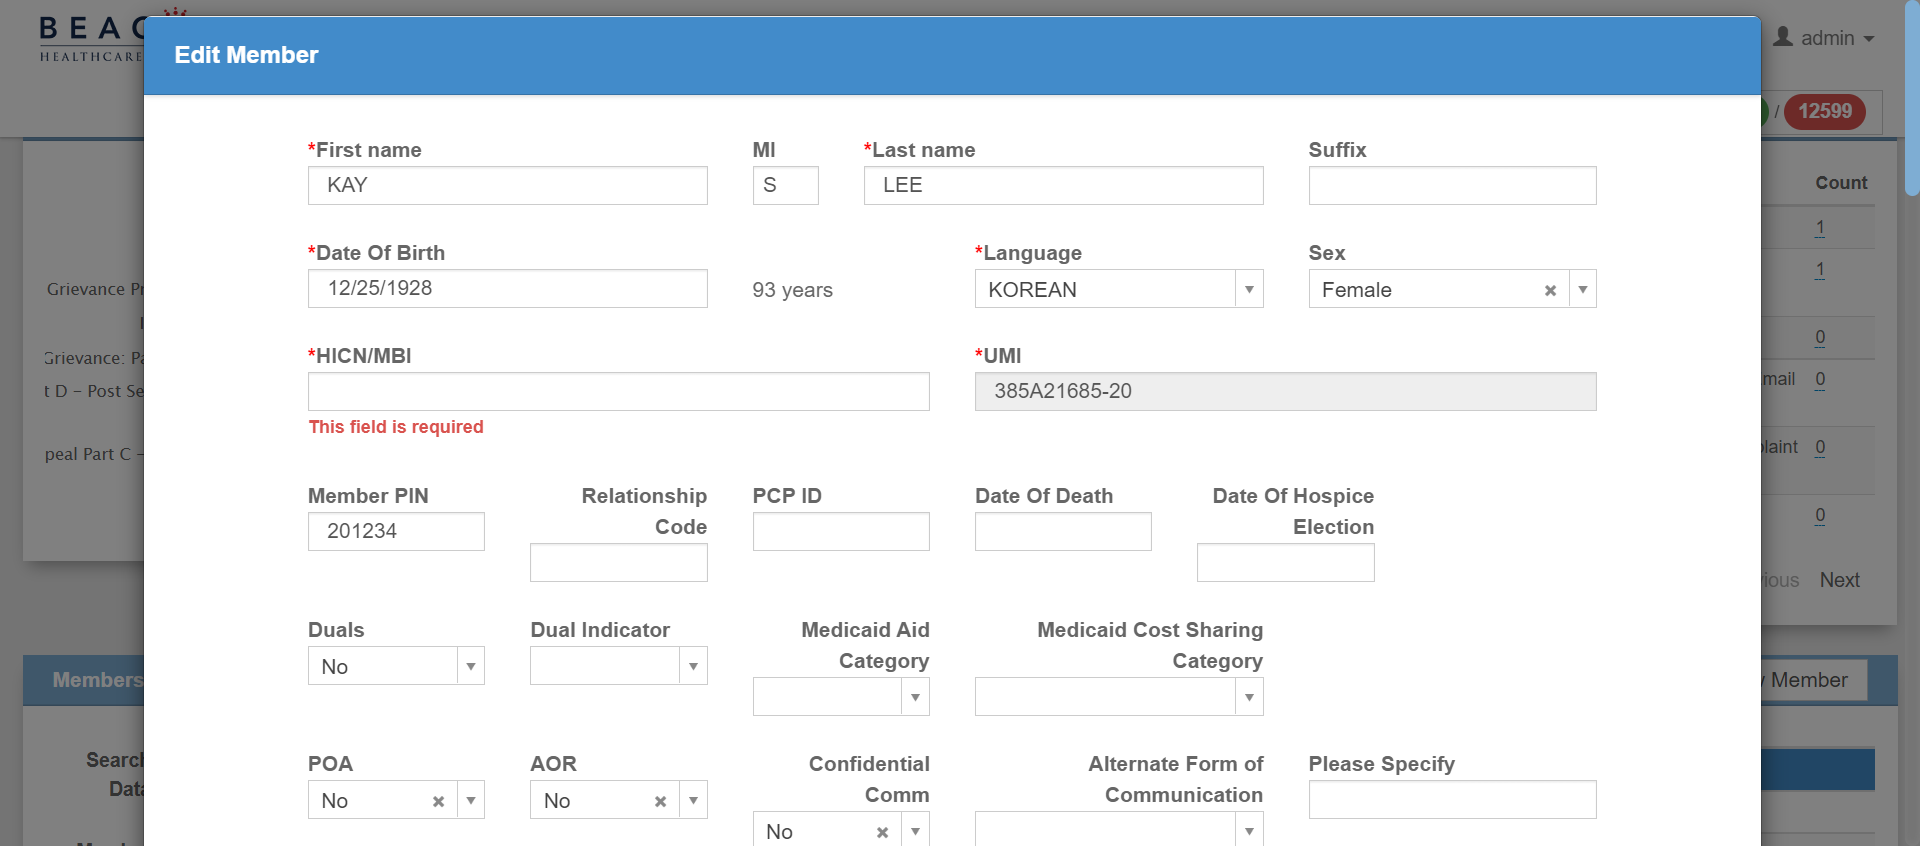 BEAC
HEALTHCARE
admin
Edit Member
/ 12599
*First name
MI
*Last name
Suffix
KAY
S
LEE
Count
1
*Date Of Birth
*Language
Sex
12/25/1928
93 years
KOREAN
Female
Grievance Pr
1
*HICN/MBI
*UMI
Grievance: Pa
0
385A21685-20
t D - Post Se
mail
0
This field is required
peal Part C -
laint
0
Member PIN
Relationship
Code
PCP ID
Date Of Death
Date Of Hospice
Election
201234
0
ious
Next
Duals
Dual Indicator
Medicaid Aid
Category
Medicaid Cost Sharing
Category
No
Members
Member
POA
AOR
Confidential
Comm
Alternate Form of
Communication
Please Specify
Search
Data
No
No
No